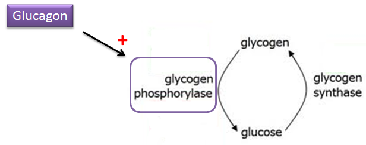 Glucagon
+
glycogen
glycogen
phosphorylase
glycogen
synthase
glucose